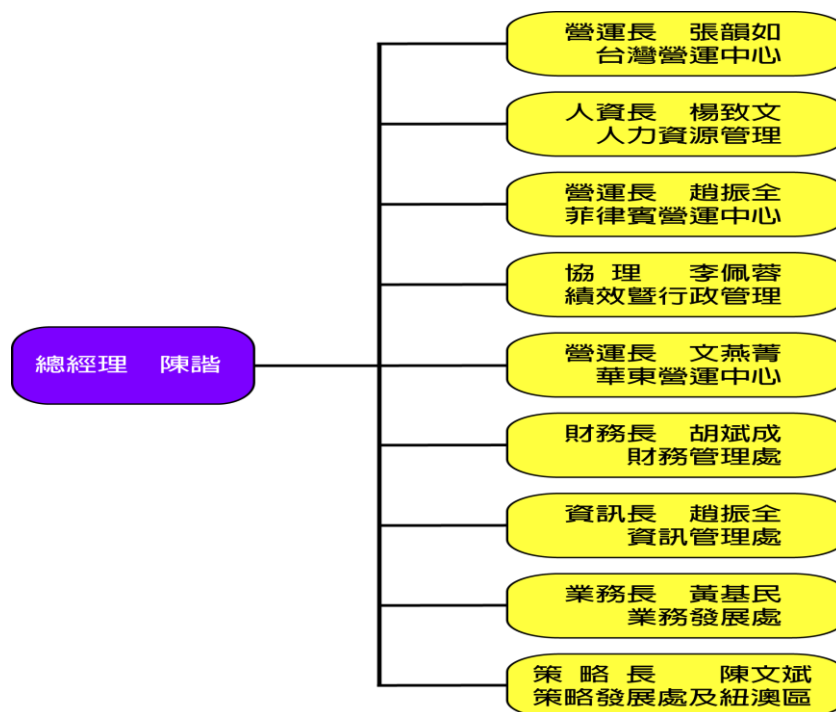 營運長　張韻如
台灣營運中心
人資長　楊致文
人力資源管理
營運長　趙振全
菲律賓營運中心
協 理　李佩蓉
績效暨行政管理
總經理　陳諧
營運長　文燕菁
華東營運中心
財務長　胡斌成
財務管理處
資訊長　趙振全
資訊管理處
業務長　黃基民
業務發展處
策 略 長　陳文斌
策略發展處及紐澳區